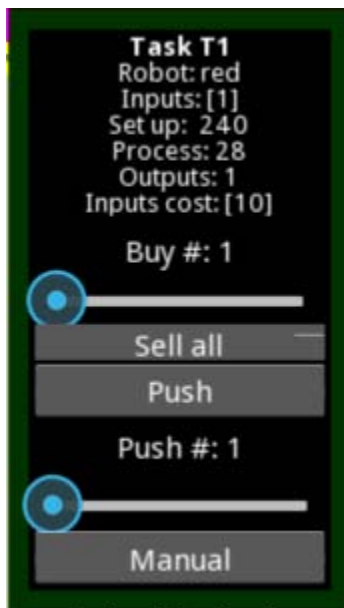 Task T1
Robot: red
Inputs: [1]
Set up: 240
Process: 28
Outputs: 1
Inputs cost: [10]
Buy #: 1
Sell all
Push
Push #: 1
Manual